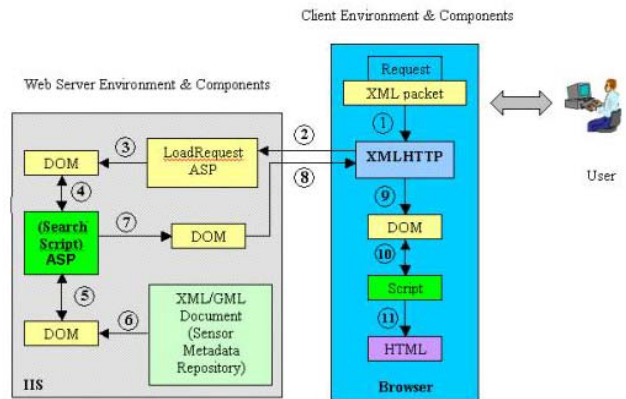 Client Environment & Components
Web Server Environment & Components
Request
XML packet
1
2
3
LoadRequest
ASP
XMLHTTP
User
DOM
4
8
9
7
(Search
Script)
ASP
DOM
DOM
10
5
Script
XML/GML
Document
(Sensor
Metadata
Repository)
6
DOM
11
HTML
IIS
Browser